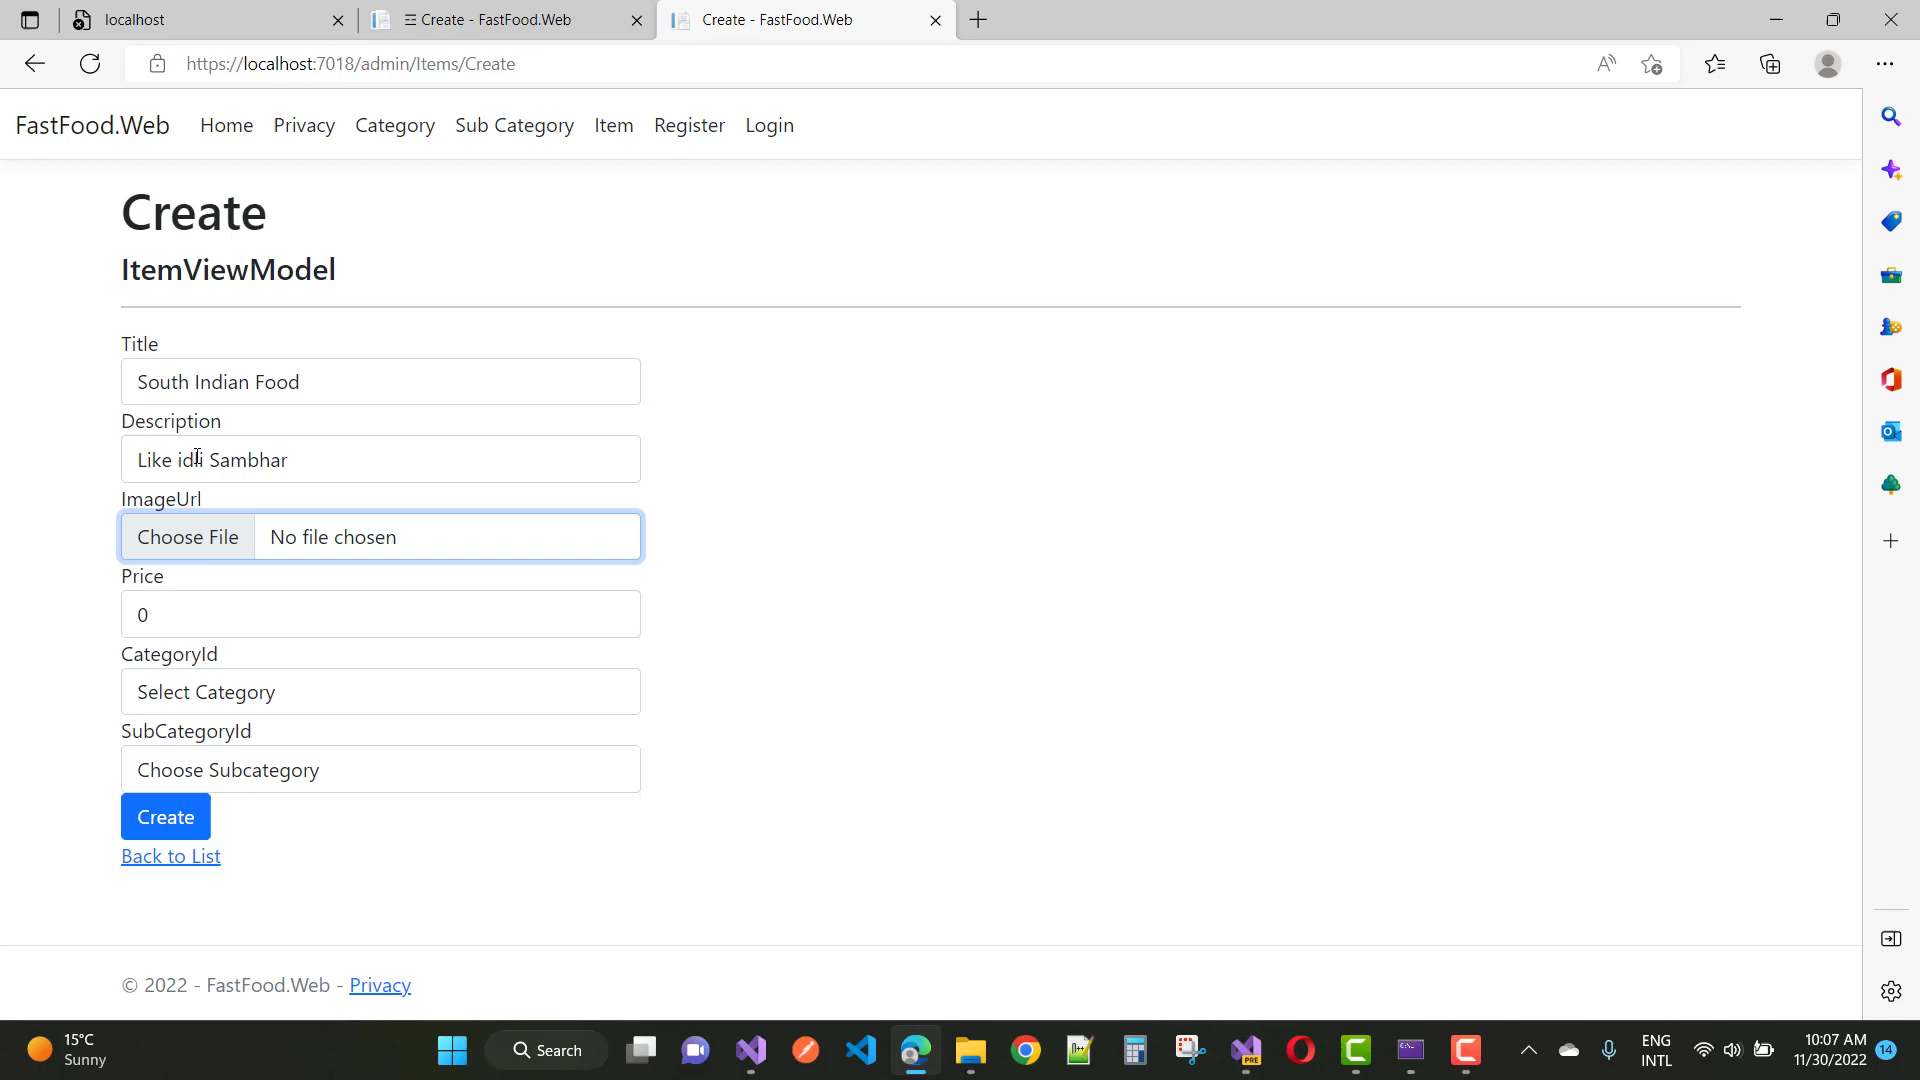 localhost
☰ Create - FastFood.Web
Create - FastFood.Web
https://localhost:7018/admin/Items/Create
FastFood.Web Home Privacy Category Sub Category Item Register Login
Create
ItemViewModel
Title
South Indian Food
Description
Like idli Sambhar
ImageUrl
Choose File No file chosen
Price
0
CategoryId
Select Category
SubCategoryId
Choose Subcategory
Create
Back to List
© 2022 - FastFood.Web - Privacy
15°C
Sunny
Search
PRE
ENG
INTL
10:07 AM
11/30/2022
14